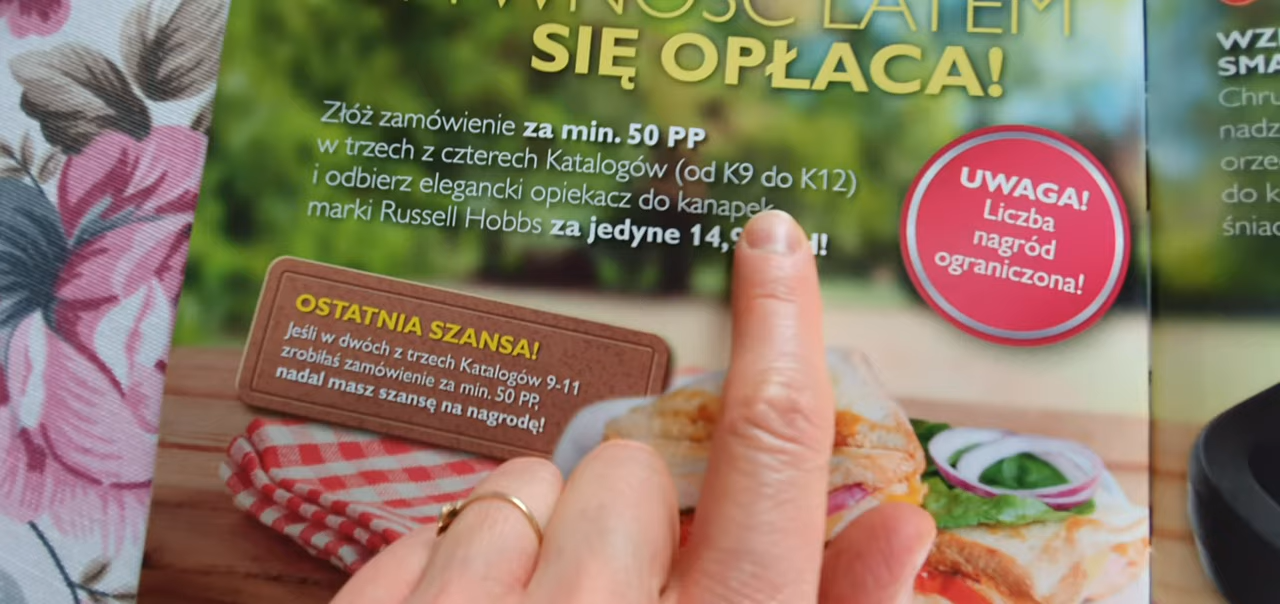 LATEM
SIĘ OPŁACA!
Złóż zamówienie za min. 50 PP
w trzech z czterech Katalogów (od K9 do K12)
i odbierz elegancki opiekacz do kanapek
marki Russell Hobbs za jedyne 14,
UWAGA!
Liczba
nagród
ograniczona!
OSTATNIA SZANSA!
Jeśli w dwóch z trzech Katalogów 9-11
zrobiłaś zamówienie za min. 50 PP,
nadal masz szansę na nagrodę!